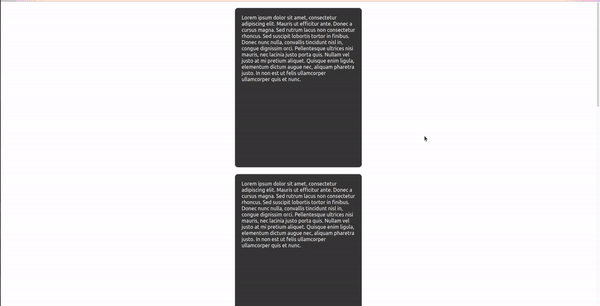 Lorem ipsum dolor sit amet, consectetur
adipiscing elit. Mauris ut efficitur ante. Donec a
cursus magna. Sed rutrum lacus non consectetur
rhoncus. Sed suscipit lobortis tortor in finibus.
Donec nunc nulla, convallis tincidunt nisl in,
congue dignissim orci. Pellentesque ultrices nisi
mauris, nec lacinia justo porta quis. Nullam vel
justo at mi pretium aliquet. Quisque enim ligula,
elementum dictum augue nec, aliquam pharetra
justo. In non est ut felis ullamcorper
ullamcorper quis et nunc.
Lorem ipsum dolor sit amet, consectetur
adipiscing elit. Mauris ut efficitur ante. Donec a
cursus magna. Sed rutrum lacus non consectetur
rhoncus. Sed suscipit lobortis tortor in finibus.
Donec nunc nulla, convallis tincidunt nisl in,
congue dignissim orci. Pellentesque ultrices nisi
mauris, nec lacinia justo porta quis. Nullam vel
justo at mi pretium aliquet. Quisque enim ligula,
elementum dictum augue nec, aliquam pharetra
justo. In non est ut felis ullamcorper
ullamcorper quis et nunc.